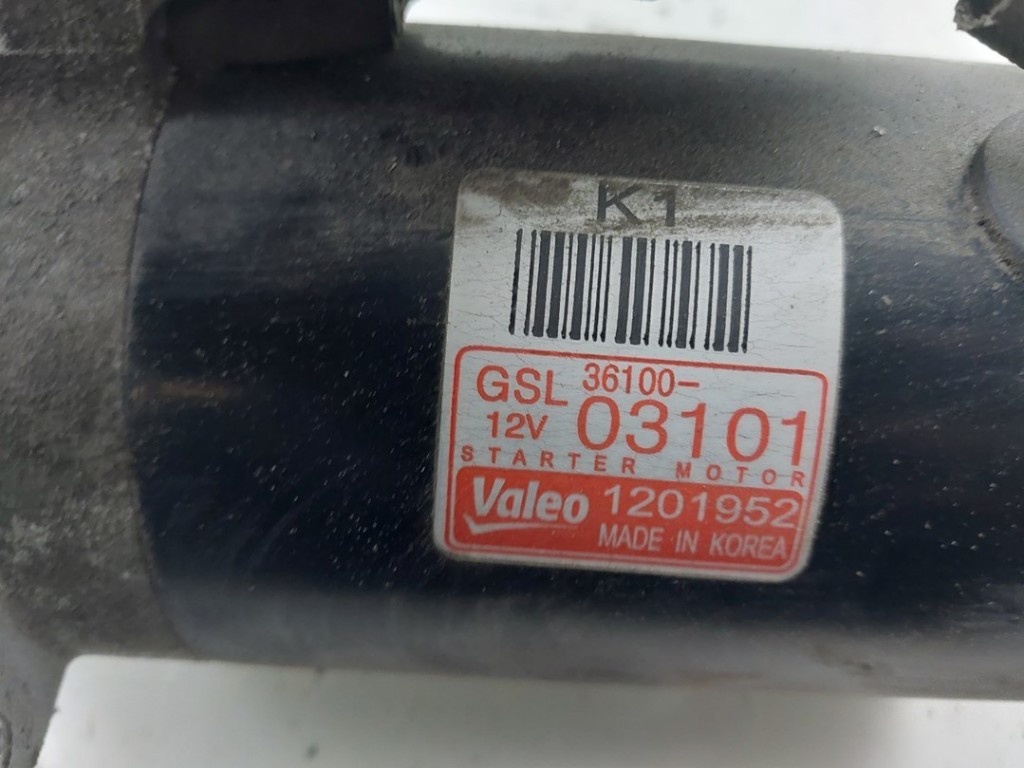 K1
GSL 36100-
12V 03101
STARTER MOTOR
Valeo 1201952
MADE IN KOREA